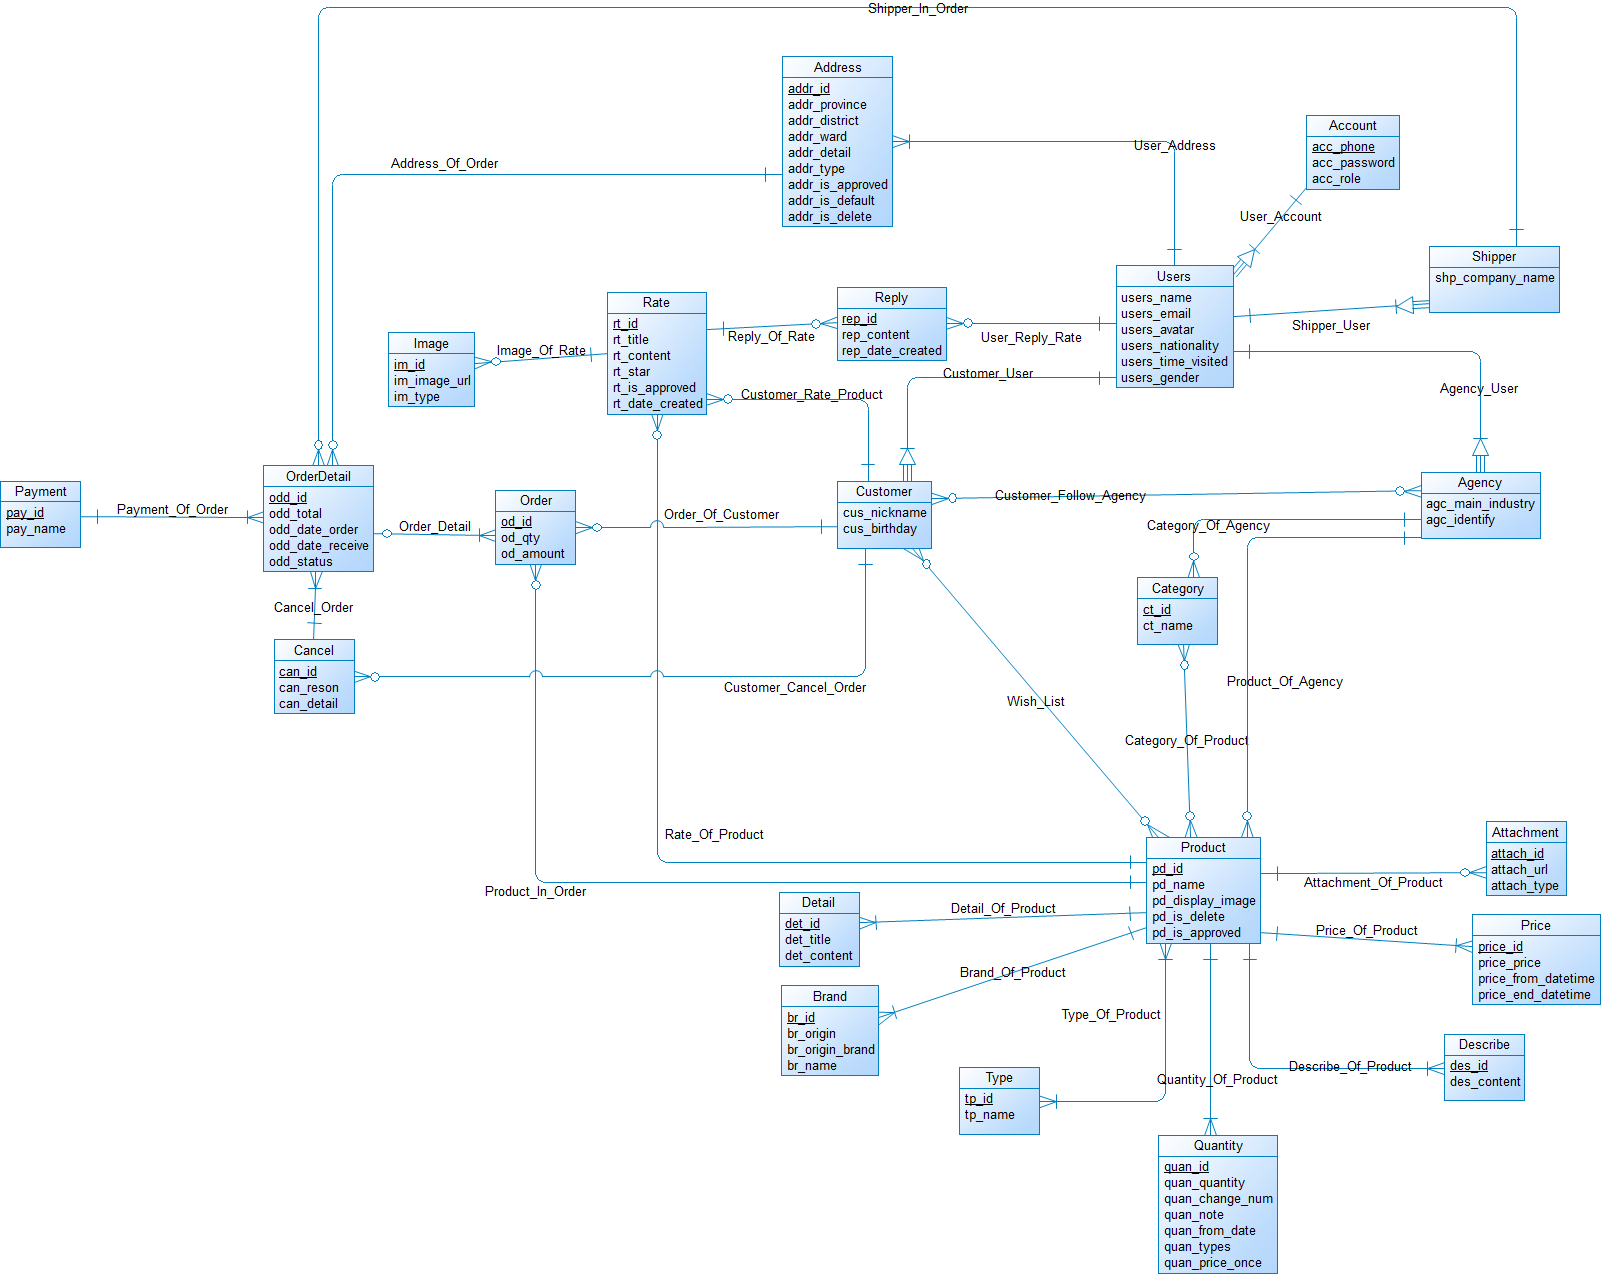 Shipper_In_Order
Address
addr_id
addr_province
addr_district
addr_ward
addr_detail
addr_type
addr_is_approved
addr_is_default
addr_is_delete
Account
acc_phone
acc_password
acc_role
User_Address
Address_Of_Order
User_Account
Users
users_name
users_email
users_avatar
users_nationality
users_time_visited
users_gender
Shipper
shp_company_name
Shipper_User
Rate
rt_id
rt_title
rt_content
rt_star
rt_is_approved
rt_date_created
Reply
rep_id
rep_content
rep_date_created
Reply_Of_Rate
User_Reply_Rate
Image
im_id
im_image_url
im_type
Image_Of_Rate
Customer_User
Customer_Rate_Product
Agency_User
Payment
pay_id
pay_name
Payment_Of_Order
OrderDetail
odd_id
odd_total
odd_date_order
odd_date_receive
odd_status
Order_Detail
Order
od_id
od_qty
od_amount
Order_Of_Customer
Customer
cus_nickname
cus_birthday
Customer_Follow_Agency
Agency
agc_main_industry
agc_identify
Category_Of_Agency
Category
ct_id
ct_name
Cancel_Order
Cancel
can_id
can_reson
can_detail
Customer_Cancel_Order
Wish_List
Product_Of_Agency
Category_Of_Product
Rate_Of_Product
Product_In_Order
Product
pd_id
pd_name
pd_display_image
pd_is_delete
pd_is_approved
Attachment
attach_id
attach_url
attach_type
Attachment_Of_Product
Detail
det_id
det_title
det_content
Detail_Of_Product
Price_Of_Product
Price
price_id
price_price
price_from_datetime
price_end_datetime
Brand_Of_Product
Brand
br_id
br_origin
br_origin_brand
br_name
Type_Of_Product
Type
tp_id
tp_name
Quantity_Of_Product
Describe_Of_Product
Describe
des_id
des_content
Quantity
quan_id
quan_quantity
quan_change_num
quan_note
quan_from_date
quan_types
quan_price_once